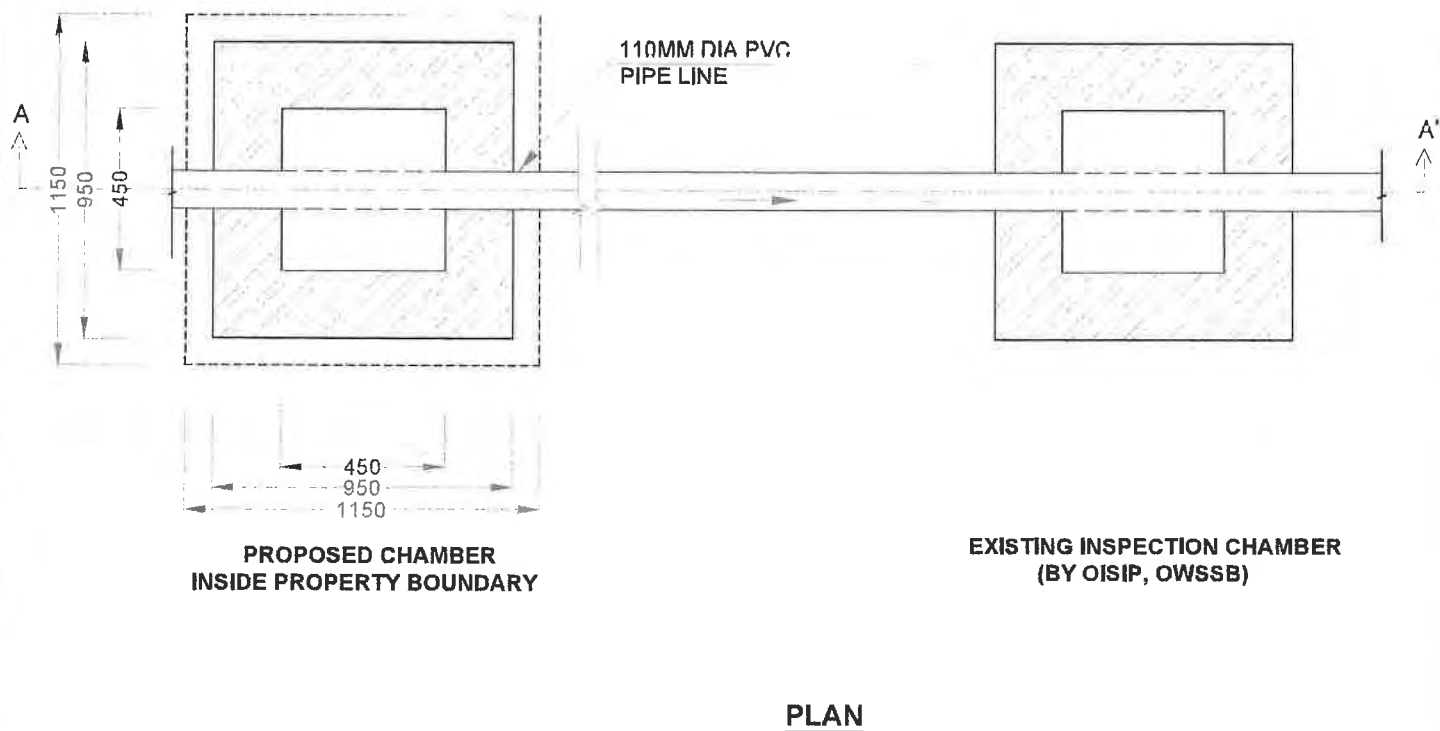 110MM DIA PVC
PIPE LINE
A
A'
1150
950
450
450
950
1150
PROPOSED CHAMBER
INSIDE PROPERTY BOUNDARY
EXISTING INSPECTION CHAMBER
(BY OISIP, OWSSB)
PLAN